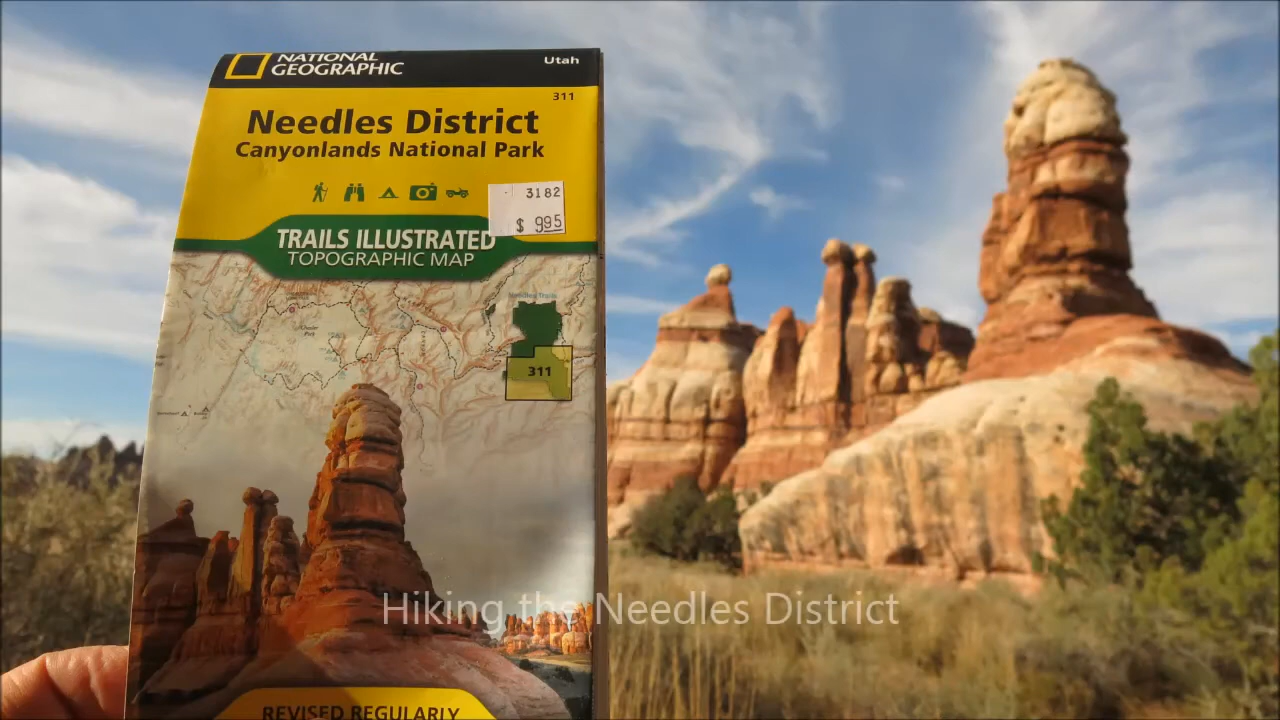 NATIONAL
GEOGRAPHIC
Utah
311
Needles District
Canyonlands National Park
3182
$ 995
TRAILS ILLUSTRATED
TOPOGRAPHIC MAP
311
Hiking the Needles District
REVISED REGULARLY